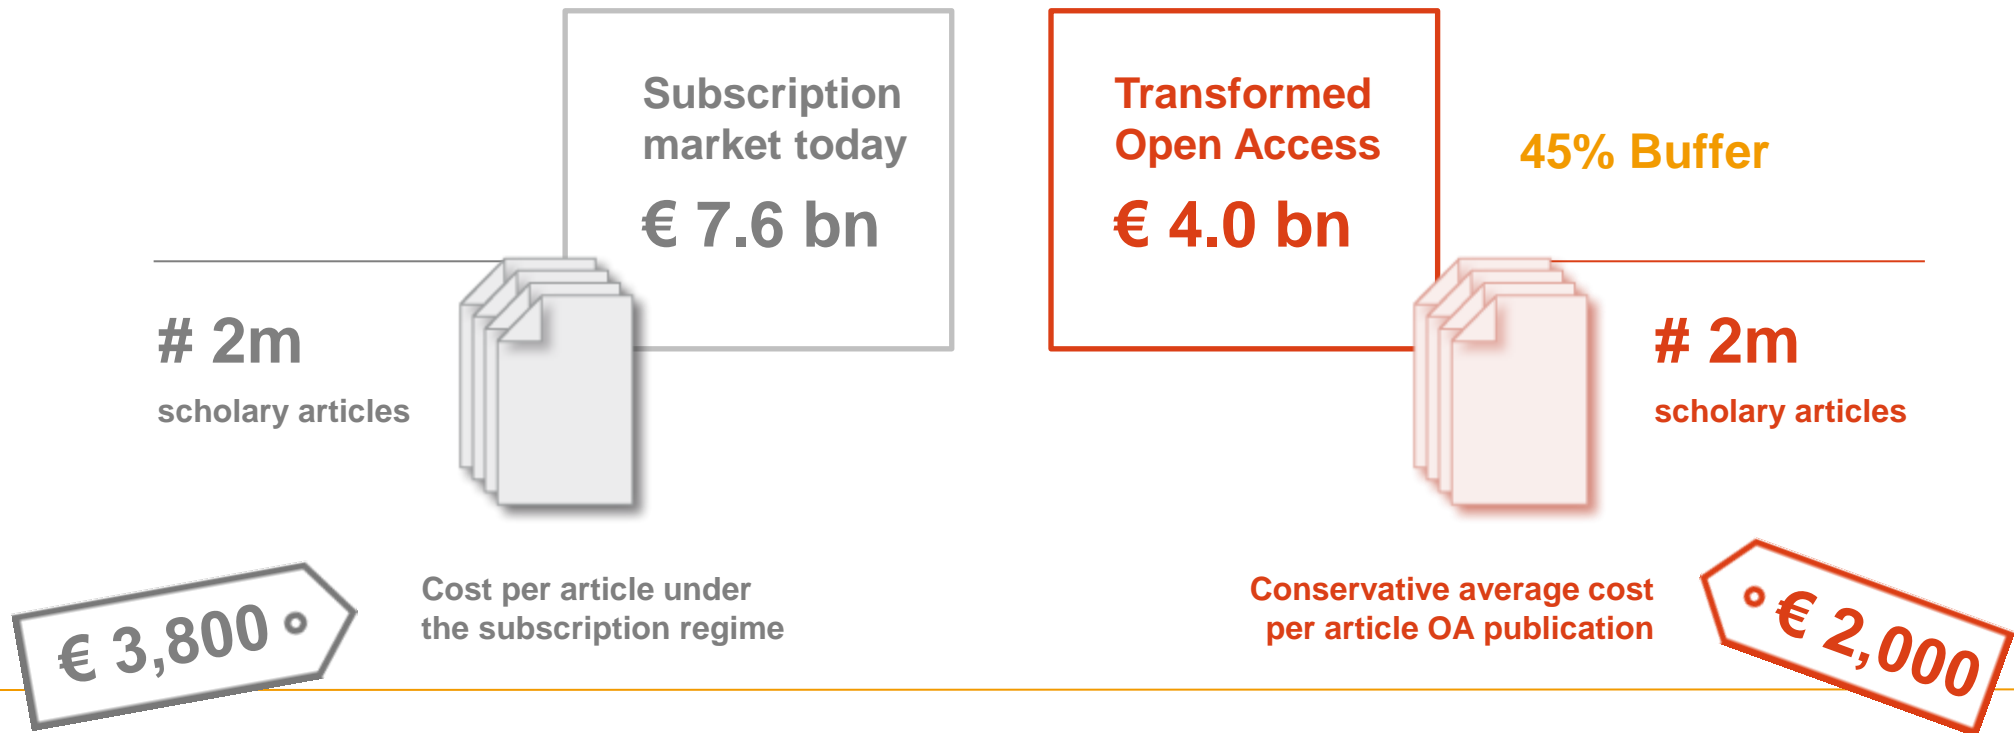 Subscription
market today
€ 7.6 bn
# 2m
scholary articles
€ 3,800
Cost per article under
the subscription regime
Transformed
Open Access
€ 4.0 bn
45% Buffer
# 2m
scholary articles
Conservative average cost
per article OA publication
€ 2,000